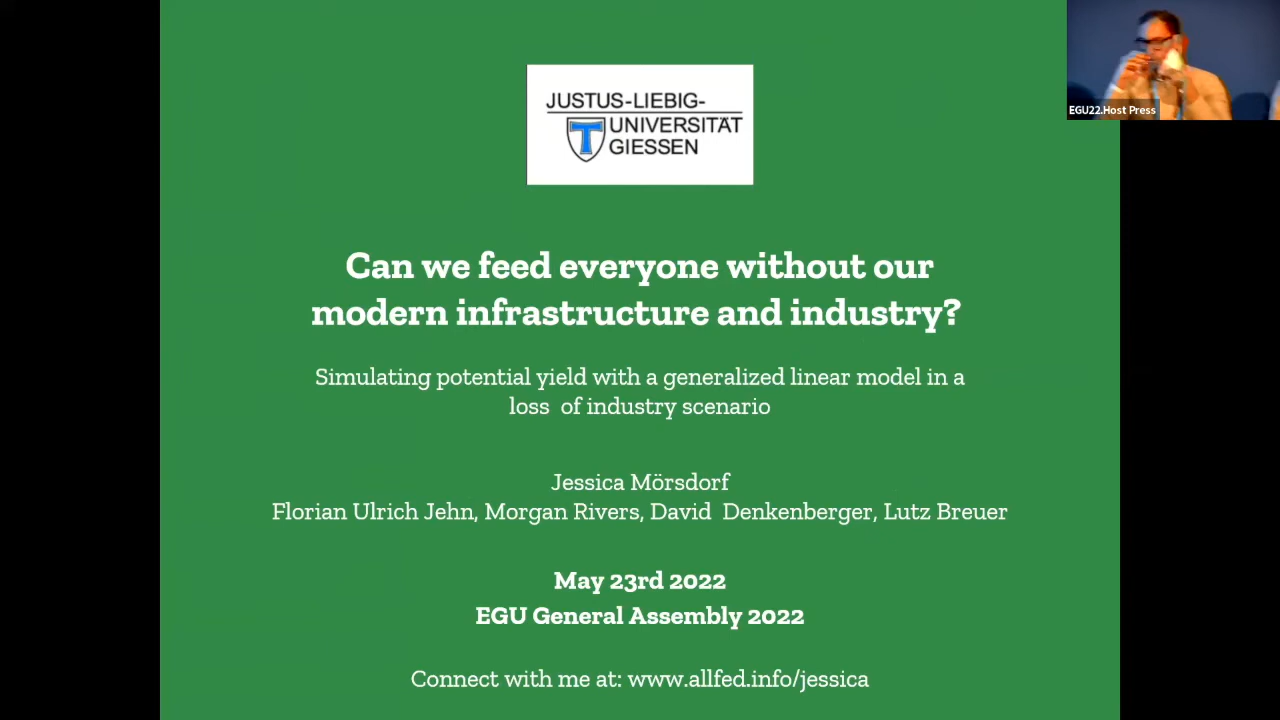 JUSTUS-LIEBIG-
UNIVERSITÄT
GIESSEN
EGU22.Host Press
Can we feed everyone without our
modern infrastructure and industry?
Simulating potential yield with a generalized linear model in a
loss of industry scenario
Jessica Mörsdorf
Florian Ulrich Jehn, Morgan Rivers, David Denkenberger, Lutz Breuer
May 23rd 2022
EGU General Assembly 2022
Connect with me at: www.allfed.info/jessica